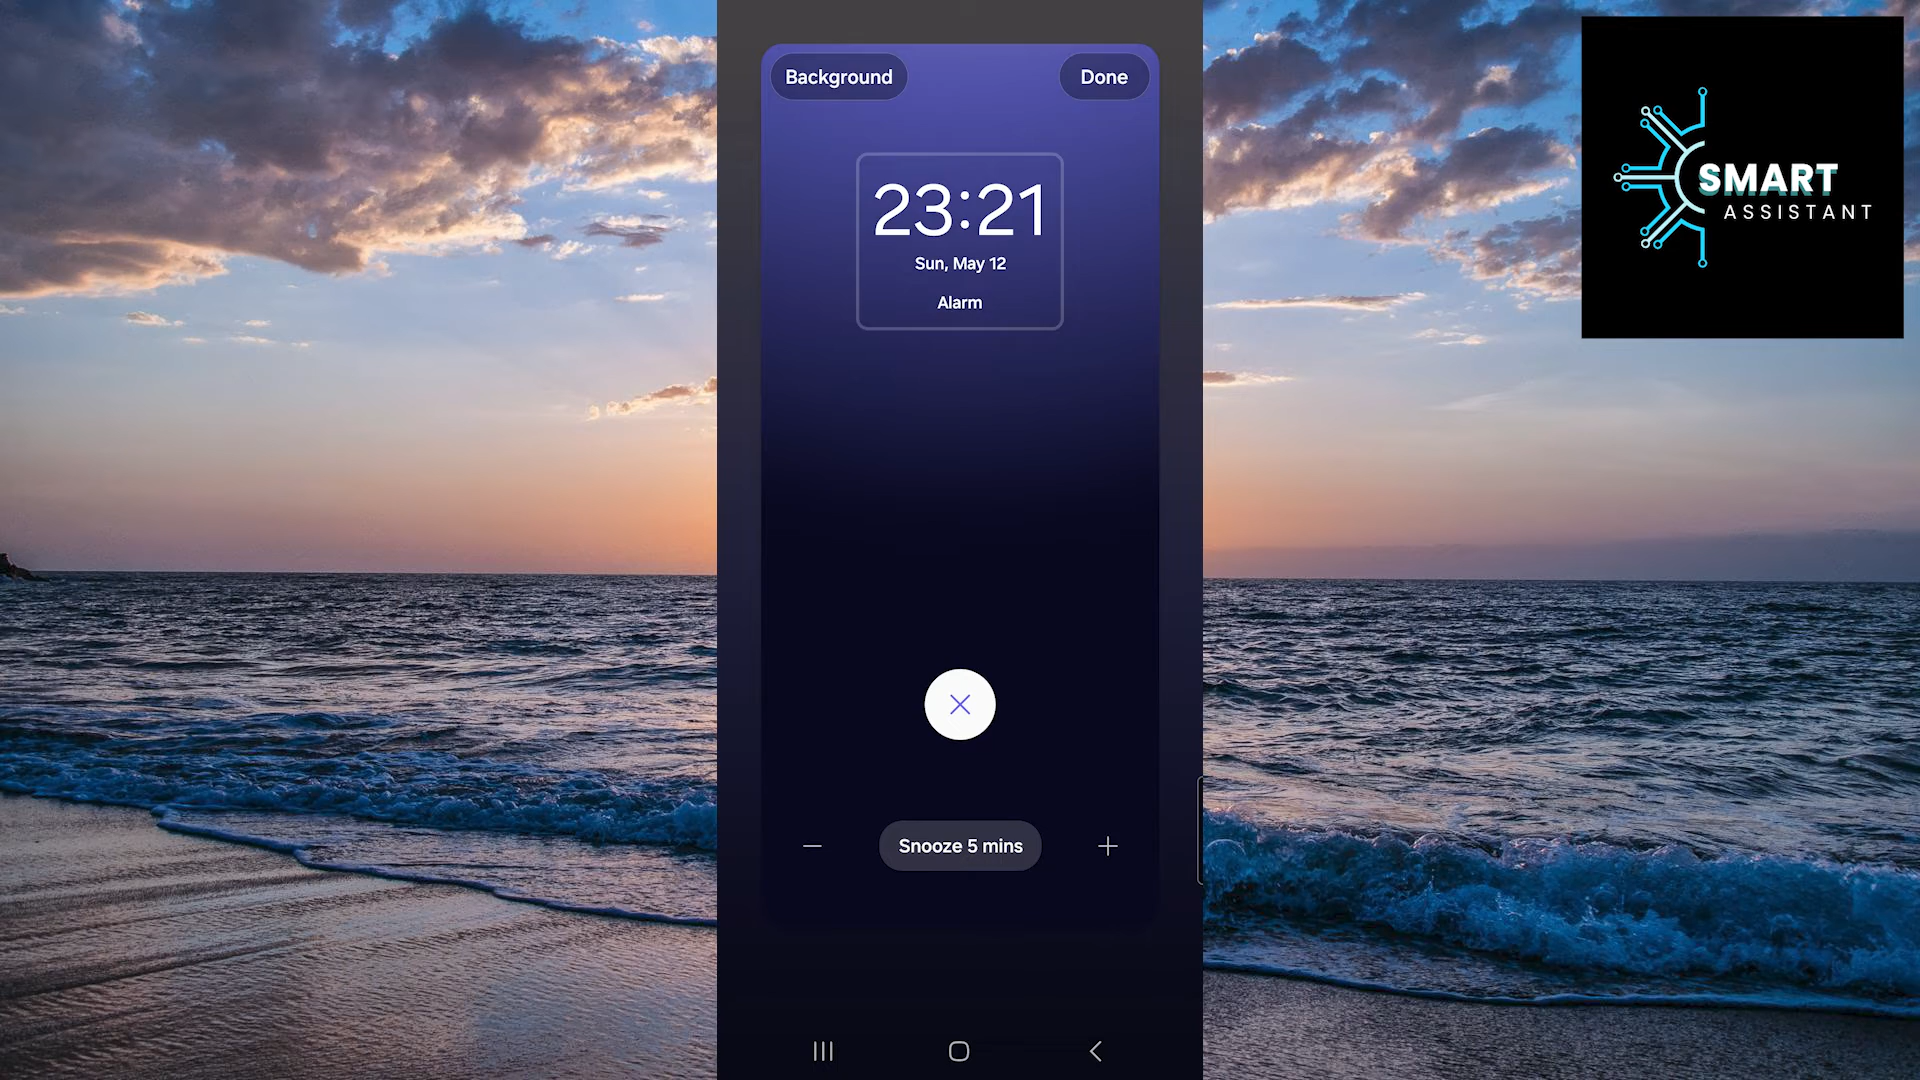 Background
Done
23:21
Sun, May 12
Alarm
Snooze 5 mins
SMART
ASSISTANT